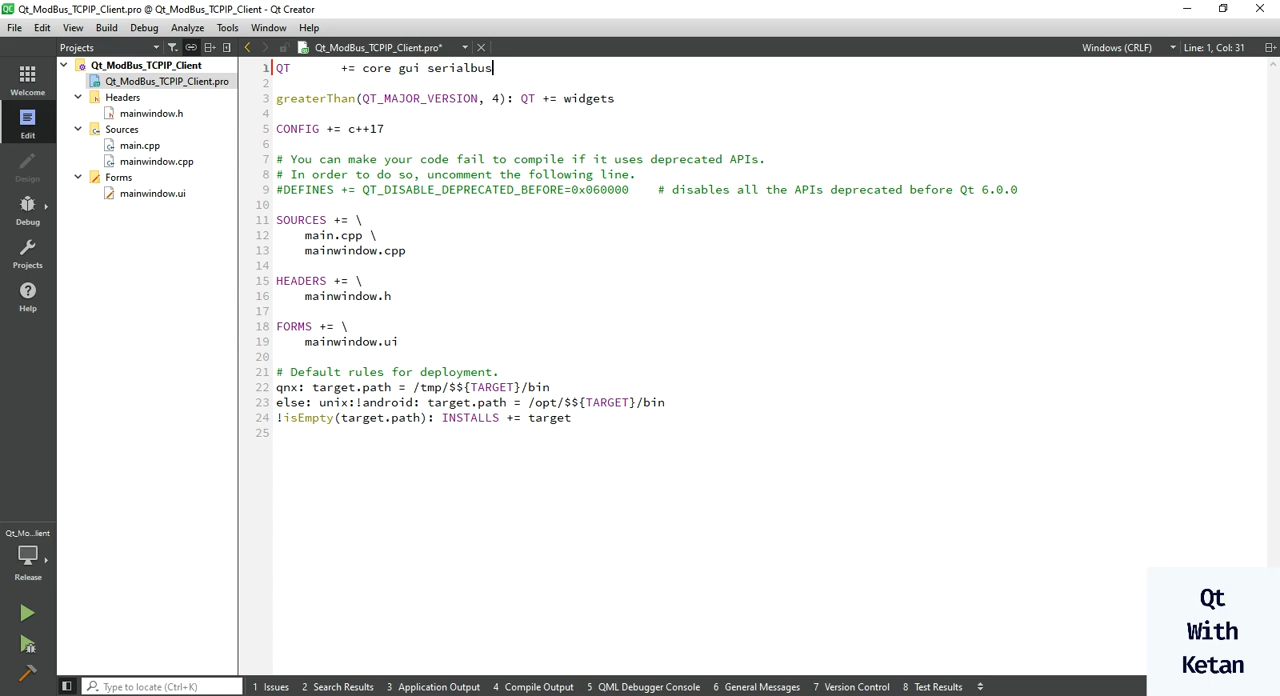 Qt_ModBus_TCPIP_Client.pro @ Qt_ModBus_TCPIP_Client - Qt Creator
File Edit View Build Debug Analyze Tools Window Help
Projects Qt_ModBus_TCPIP_Client.pro* Windows (CRLF) Line: 1, Col: 31
Welcome
Edit
Design
Debug
Projects
Help
Qt_Mo...lient
Release
Qt_ModBus_TCPIP_Client
Qt_ModBus_TCPIP_Client.pro
Headers
mainwindow.h
Sources
main.cpp
mainwindow.cpp
Forms
mainwindow.ui
1 QT       += core gui serialbus
2
3 greaterThan(QT_MAJOR_VERSION, 4): QT += widgets
4
5 CONFIG += c++17
6
7 # You can make your code fail to compile if it uses deprecated APIs.
8 # In order to do so, uncomment the following line.
9 #DEFINES += QT_DISABLE_DEPRECATED_BEFORE=0x060000    # disables all the APIs deprecated before Qt 6.0.0
10
11 SOURCES += \
12     main.cpp \
13     mainwindow.cpp
14
15 HEADERS += \
16     mainwindow.h
17
18 FORMS += \
19     mainwindow.ui
20
21 # Default rules for deployment.
22 qnx: target.path = /tmp/$${TARGET}/bin
23 else: unix:!android: target.path = /opt/$${TARGET}/bin
24 !isEmpty(target.path): INSTALLS += target
25
Qt
With
Ketan
Type to locate (Ctrl+K) 1 Issues 2 Search Results 3 Application Output 4 Compile Output 5 QML Debugger Console 6 General Messages 7 Version Control 8 Test Results